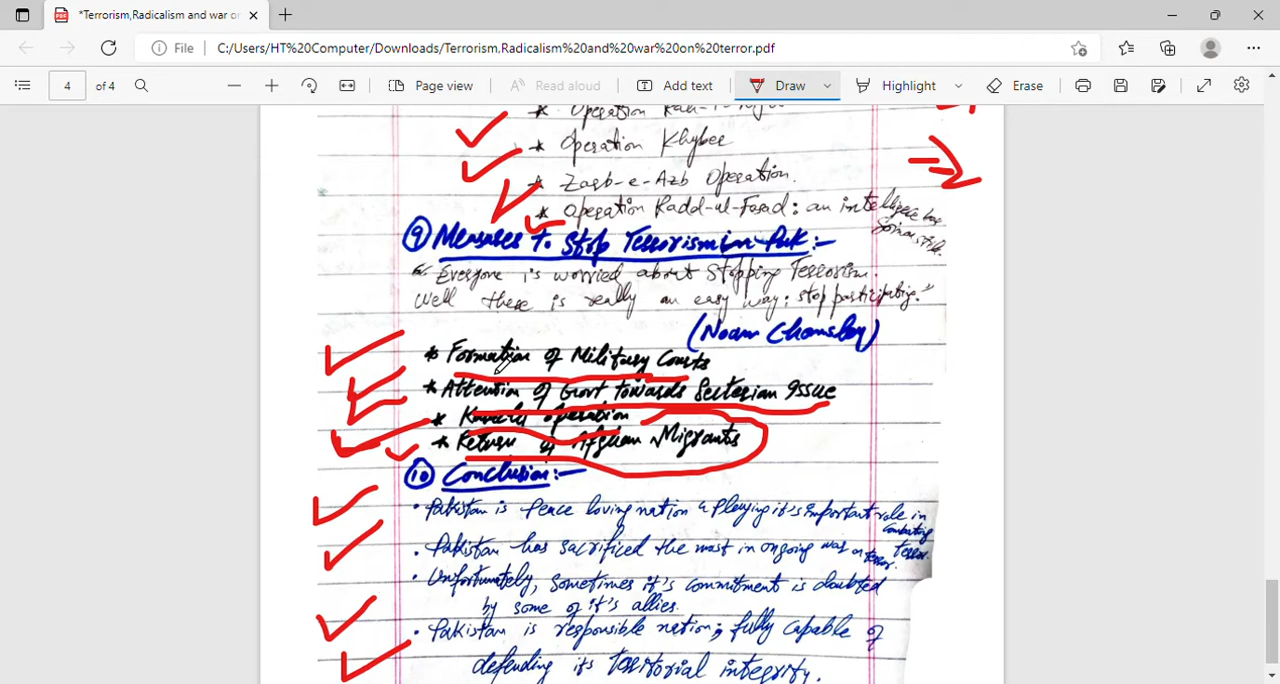 *Terrorism,Radicalism and war o
File C:/Users/HT%20Computer/Downloads/Terrorism,Radicalism%20and%20war%20on%20terror.pdf
4 of 4 Page view Read aloud Add text Draw Highlight Erase
* Operation
* Operation Khyber
* Zarb-e-Azb Operation.
* Operation Radd-ul-Fasad: an intelligence
⑨ Measures To Stop Terrorism in Pak:-
"Everyone is worried about Stopping Terrorism.
Well there is really an easy way: stop participating."
(Noam Chomsky)
* Formation of Military Courts
* Attention of Govt. towards Sectarian Issue
* Karachi Operation
* Return of Afghan Migrants
⑩ Conclusion:-
• Pakistan is Peace loving nation & Playing it's important role in
combating terror.
• Pakistan has sacrificed the most in ongoing war on terror.
• Unfortunately, sometimes it's commitment is doubted
by some of it's allies.
• Pakistan is responsible nation; fully capable of
defending its territorial integrity.